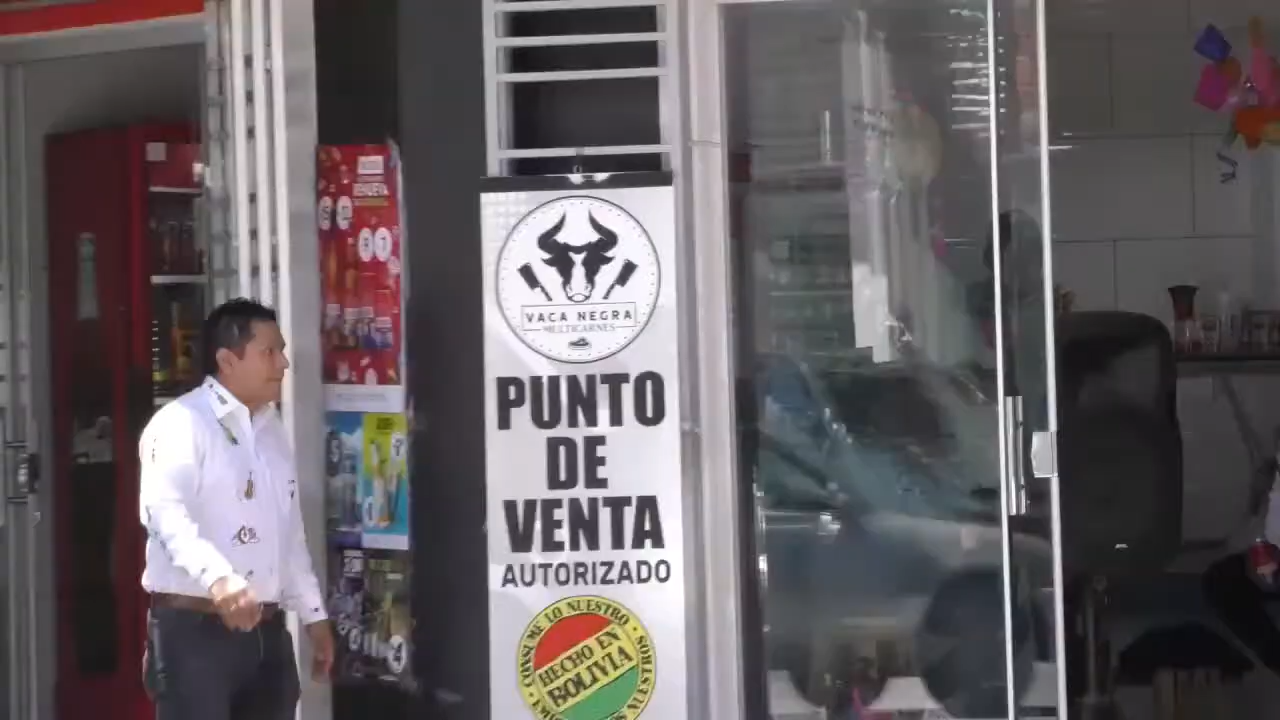 VACA NEGRA
MULTICARNES
PUNTO
DE
VENTA
AUTORIZADO
CONSUME LO NUESTRO
HECHO EN
BOLIVIA